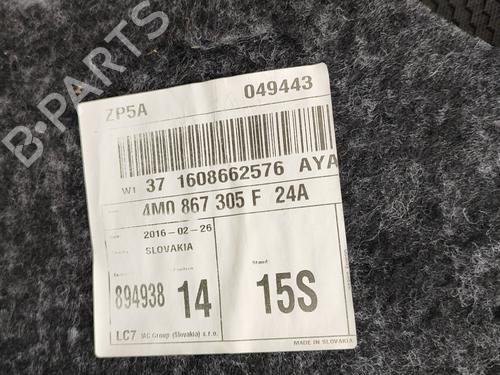 B-PARTS
ZP5A 049443
W1 37 1608662576 AYA
4M0 867 305 F 24A
2016-02-26
SLOVAKIA
Stand
894938 14 15S
LC7 IAC Group (Slovakia) s.r.o.
MADE IN SLOVAKIA